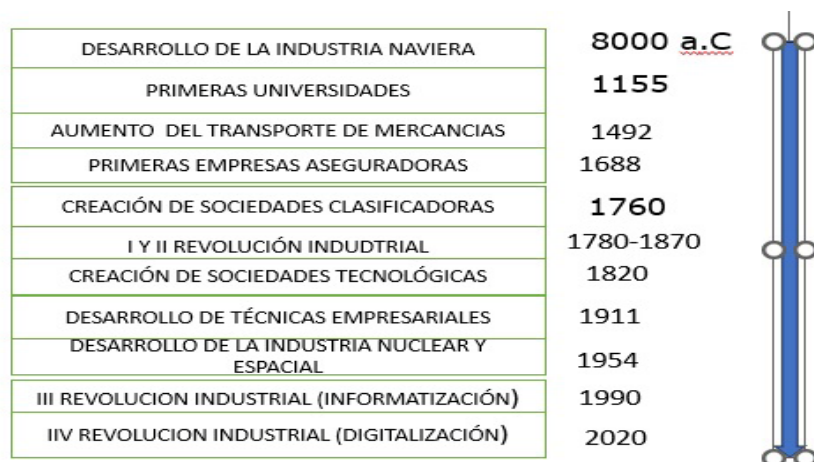 DESARROLLO DE LA INDUSTRIA NAVIERA 8000 a.C
PRIMERAS UNIVERSIDADES 1155
AUMENTO DEL TRANSPORTE DE MERCANCIAS 1492
PRIMERAS EMPRESAS ASEGURADORAS 1688
CREACIÓN DE SOCIEDADES CLASIFICADORAS 1760
I Y II REVOLUCIÓN INDUDTRIAL 1780-1870
CREACIÓN DE SOCIEDADES TECNOLÓGICAS 1820
DESARROLLO DE TÉCNICAS EMPRESARIALES 1911
DESARROLLO DE LA INDUSTRIA NUCLEAR Y
ESPACIAL 1954
III REVOLUCION INDUSTRIAL (INFORMATIZACIÓN) 1990
IIV REVOLUCION INDUSTRIAL (DIGITALIZACIÓN) 2020